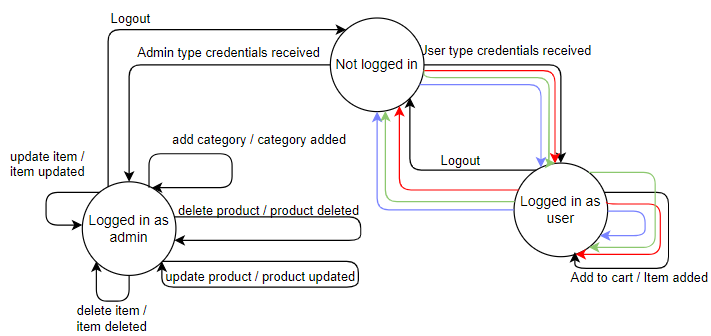 Logout
Admin type credentials received
Not logged in
User type credentials received
add category / category added
update item /
item updated
Logout
Logged in as
admin
delete product / product deleted
Logged in as
user
update product / product updated
Add to cart / Item added
delete item /
item deleted